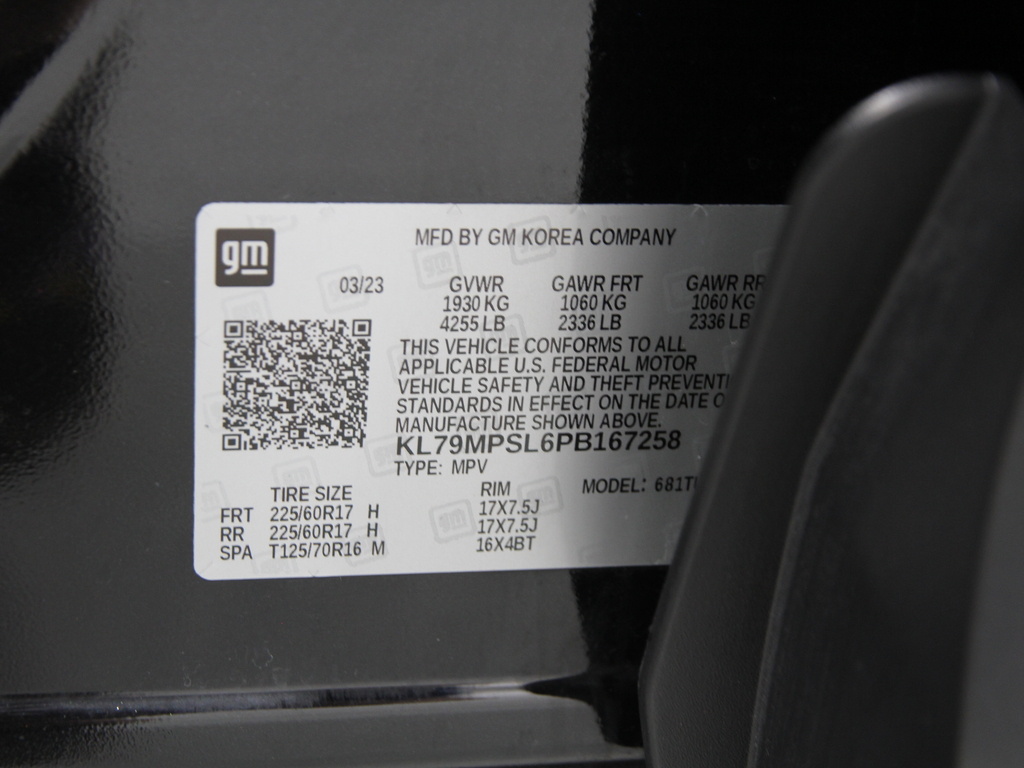 gm
MFD BY GM KOREA COMPANY
03/23 GVWR GAWR FRT GAWR
1930 KG 1060 KG 1060 KG
4255 LB 2336 LB 2336 LB
THIS VEHICLE CONFORMS TO ALL
APPLICABLE U.S. FEDERAL MOTOR
VEHICLE SAFETY AND THEFT PREVENTI
STANDARDS IN EFFECT ON THE DATE O
MANUFACTURE SHOWN ABOVE.
KL79MPSL6PB167258
TYPE: MPV
TIRE SIZE RIM MODEL: 681T
FRT 225/60R17 H 17X7.5J
RR 225/60R17 H 17X7.5J
SPA T125/70R16 M 16X4BT